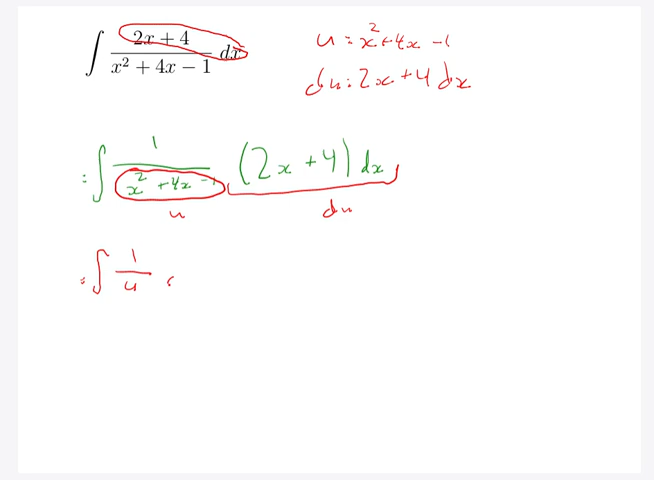 ∫ (2x + 4)/(x² + 4x − 1) dx
u = x² + 4x − 1
du = 2x + 4 dx
= ∫ 1/(x² + 4x − 1) (2x + 4) dx
u du
= ∫ 1/u